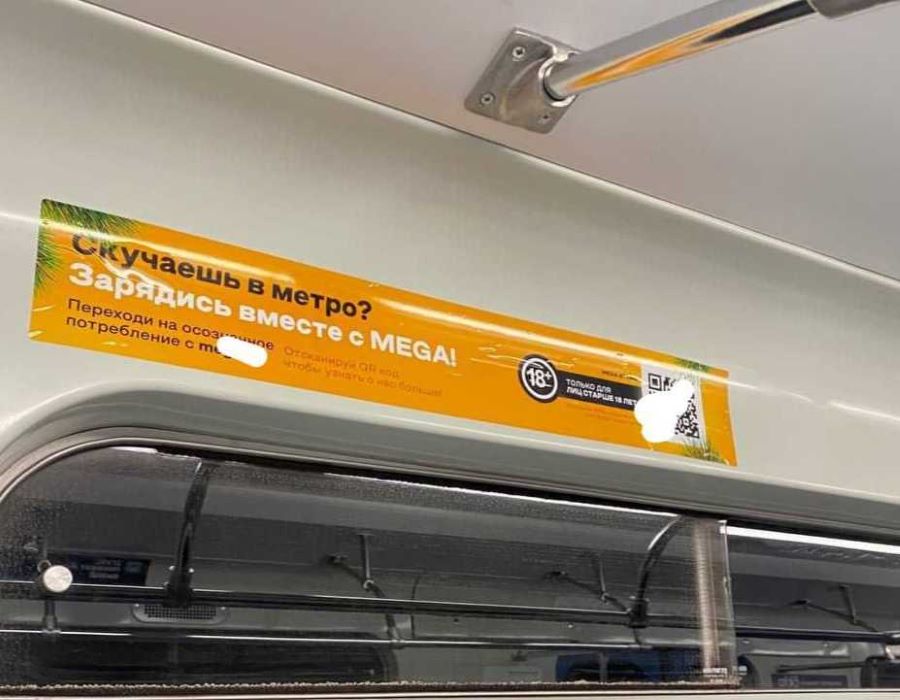 Скучаешь в метро?
Зарядись вместе с MEGA!
Переходи на осознанное
потребление с
Отсканируй QR код
чтобы узнать о нас больше!
18+
ТОЛЬКО ДЛЯ
ЛИЦ СТАРШЕ 18 ЛЕТ